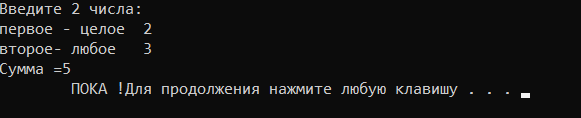 Введите 2 числа:
первое - целое  2
второе- любое   3
Сумма =5
        ПОКА !Для продолжения нажмите любую клавишу . . .